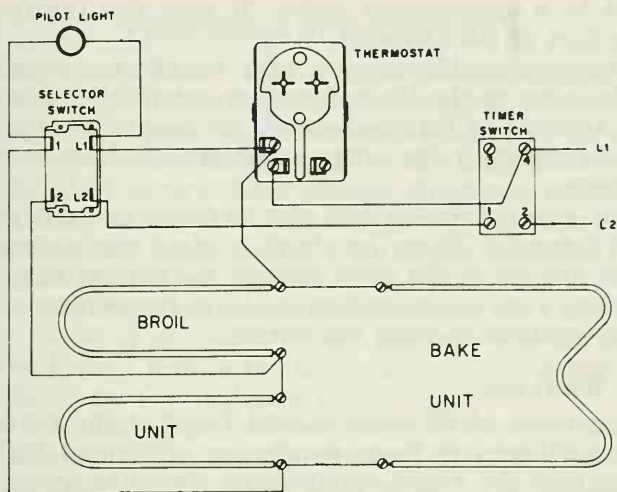 PILOT LIGHT
THERMOSTAT
SELECTOR
SWITCH
TIMER
SWITCH
1 L1
3 4
L1
2 L2
1 2
L2
BROIL
BAKE
UNIT
UNIT